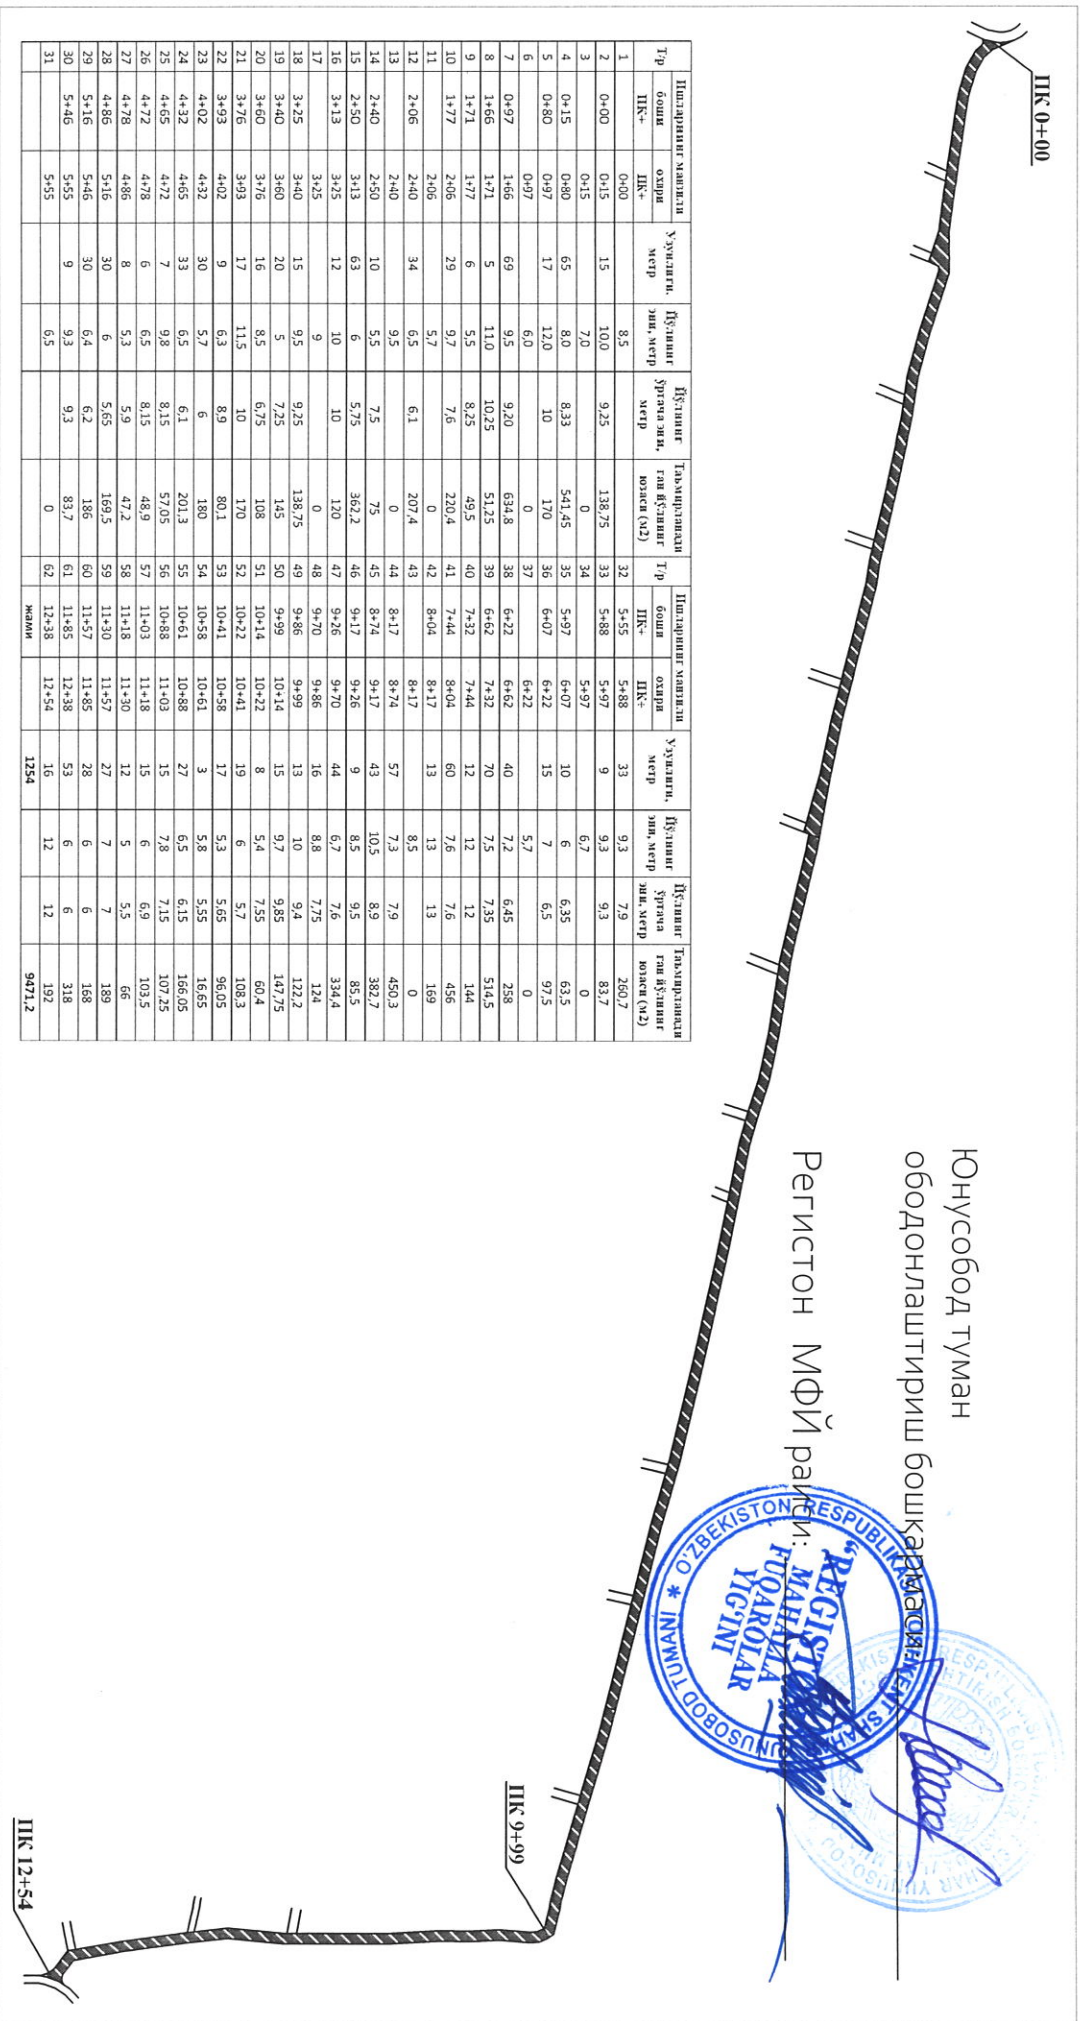 ПК 0+00
Юнусобод туман
ободонлаштириш бошқармаси:
Регистон МФЙ раиси:
O'ZBEKISTON RESPUBLIKASI TOSHKENT SHAHAR YUNUSOBOD TUMANI *
"REGISTON"
MAHALLA
FUQAROLAR
YIG'INI
ПК 9+99
ПК 12+54
Т/р Ишларнинг манзили Узунлиги, метр Йўлнинг эни, метр Йўлнинг ўртача эни, метр Таъмирланади ган йўлнинг юзаси (м2) Т/р Ишларнинг манзили Узунлиги, метр Йўлнинг эни, метр Йўлнинг ўртача эни, метр Таъмирланади ган йўлнинг юзаси (м2)
боши ПК+ охири ПК+ боши ПК+ охири ПК+
1 0+00 8,5 32 5+55 5+88 33 9,3 7,9 260,7
2 0+00 0+15 15 10,0 9,25 138,75 33 5+88 5+97 9 9,3 9,3 83,7
3 0+15 7,0 0 34 5+97 6,7 0
4 0+15 0+80 65 8,0 8,33 541,45 35 5+97 6+07 10 6 6,35 63,5
5 0+80 0+97 17 12,0 10 170 36 6+07 6+22 15 7 6,5 97,5
6 0+97 6,0 0 37 6+22 5,7 0
7 0+97 1+66 69 9,5 9,20 634,8 38 6+22 6+62 40 7,2 6,45 258
8 1+66 1+71 5 11,0 10,25 51,25 39 6+62 7+32 70 7,5 7,35 514,5
9 1+71 1+77 6 5,5 8,25 49,5 40 7+32 7+44 12 12 12 144
10 1+77 2+06 29 9,7 7,6 220,4 41 7+44 8+04 60 7,6 7,6 456
11 2+06 5,7 0 42 8+04 8+17 13 13 13 169
12 2+06 2+40 34 6,5 6,1 207,4 43 8+17 8,5 0
13 2+40 9,5 0 44 8+17 8+74 57 7,3 7,9 450,3
14 2+40 2+50 10 5,5 7,5 75 45 8+74 9+17 43 10,5 8,9 382,7
15 2+50 3+13 63 6 5,75 362,2 46 9+17 9+26 9 8,5 9,5 85,5
16 3+13 3+25 12 10 10 120 47 9+26 9+70 44 6,7 7,6 334,4
17 3+25 9 0 48 9+70 9+86 16 8,8 7,75 124
18 3+25 3+40 15 9,5 9,25 138,75 49 9+86 9+99 13 10 9,4 122,2
19 3+40 3+60 20 5 7,25 145 50 9+99 10+14 15 9,7 9,85 147,75
20 3+60 3+76 16 8,5 6,75 108 51 10+14 10+22 8 5,4 7,55 60,4
21 3+76 3+93 17 11,5 10 170 52 10+22 10+41 19 6 5,7 108,3
22 3+93 4+02 9 6,3 8,9 80,1 53 10+41 10+58 17 5,3 5,65 96,05
23 4+02 4+32 30 5,7 6 180 54 10+58 10+61 3 5,8 5,55 16,65
24 4+32 4+65 33 6,5 6,1 201,3 55 10+61 10+88 27 6,5 6,15 166,05
25 4+65 4+72 7 9,8 8,15 57,05 56 10+88 11+03 15 7,8 7,15 107,25
26 4+72 4+78 6 6,5 8,15 48,9 57 11+03 11+18 15 6 6,9 103,5
27 4+78 4+86 8 5,3 5,9 47,2 58 11+18 11+30 12 5 5,5 66
28 4+86 5+16 30 6 5,65 169,5 59 11+30 11+57 27 7 7 189
29 5+16 5+46 30 6,4 6,2 186 60 11+57 11+85 28 6 6 168
30 5+46 5+55 9 9,3 9,3 83,7 61 11+85 12+38 53 6 6 318
31 5+55 6,5 0 62 12+38 12+54 16 12 12 192
жами 1254 9471,2